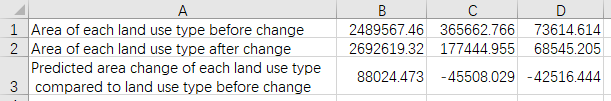 A B C D
1 Area of each land use type before change 2489567.46 365662.766 73614.614
2 Area of each land use type after change 2692619.32 177444.955 68545.205
Predicted area change of each land use type
3 compared to land use type before change 88024.473 -45508.029 -42516.444